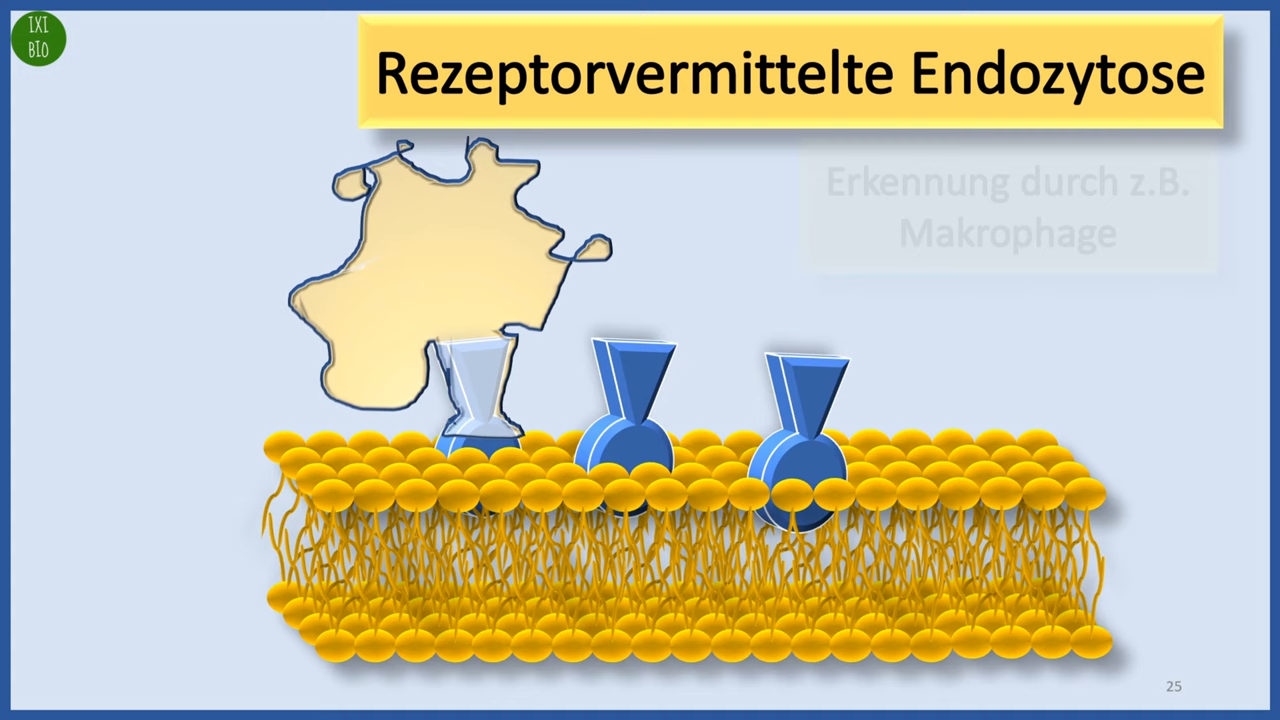 IXI
BIO
Rezeptorvermittelte Endozytose
Erkennung durch z.B.
Makrophage
25